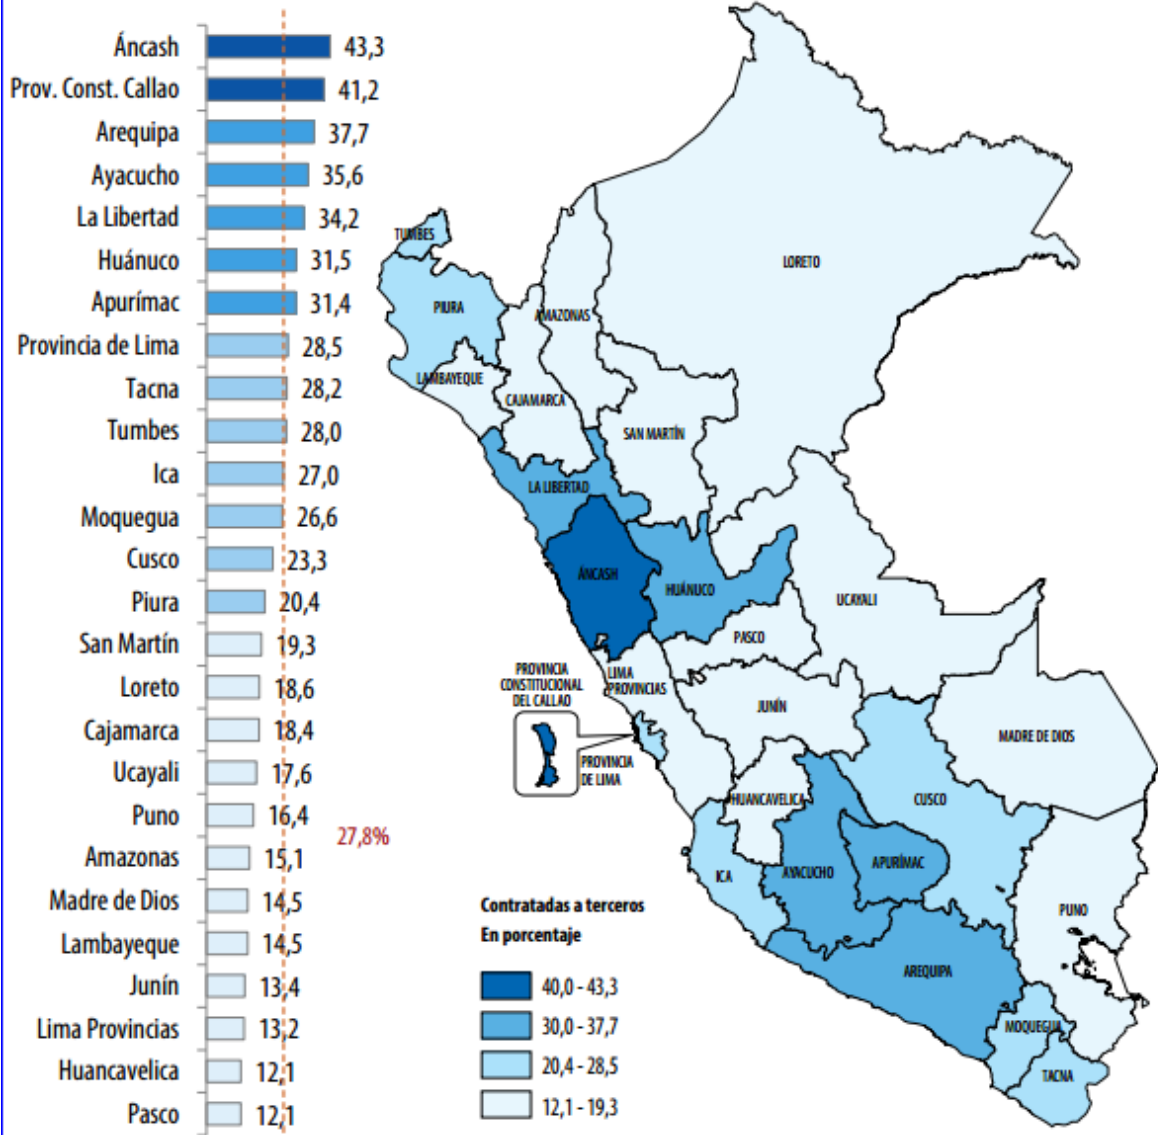 Áncash 43,3
Prov. Const. Callao 41,2
Arequipa 37,7
Ayacucho 35,6
La Libertad 34,2
Huánuco 31,5
Apurímac 31,4
Provincia de Lima 28,5
Tacna 28,2
Tumbes 28,0
Ica 27,0
Moquegua 26,6
Cusco 23,3
Piura 20,4
San Martín 19,3
Loreto 18,6
Cajamarca 18,4
Ucayali 17,6
Puno 16,4
Amazonas 15,1
Madre de Dios 14,5
Lambayeque 14,5
Junín 13,4
Lima Provincias 13,2
Huancavelica 12,1
Pasco 12,1
27,8%
TUMBES
PIURA
LORETO
AMAZONAS
LAMBAYEQUE
CAJAMARCA
SAN MARTÍN
LA LIBERTAD
ÁNCASH
HUÁNUCO
UCAYALI
PASCO
PROVINCIA
CONSTITUCIONAL
DEL CALLAO
LIMA
PROVINCIAS
JUNÍN
MADRE DE DIOS
PROVINCIA
DE LIMA
HUANCAVELICA
CUSCO
ICA
AYACUCHO
APURÍMAC
PUNO
AREQUIPA
MOQUEGUA
TACNA
Contratadas a terceros
En porcentaje
40,0 - 43,3
30,0 - 37,7
20,4 - 28,5
12,1 - 19,3